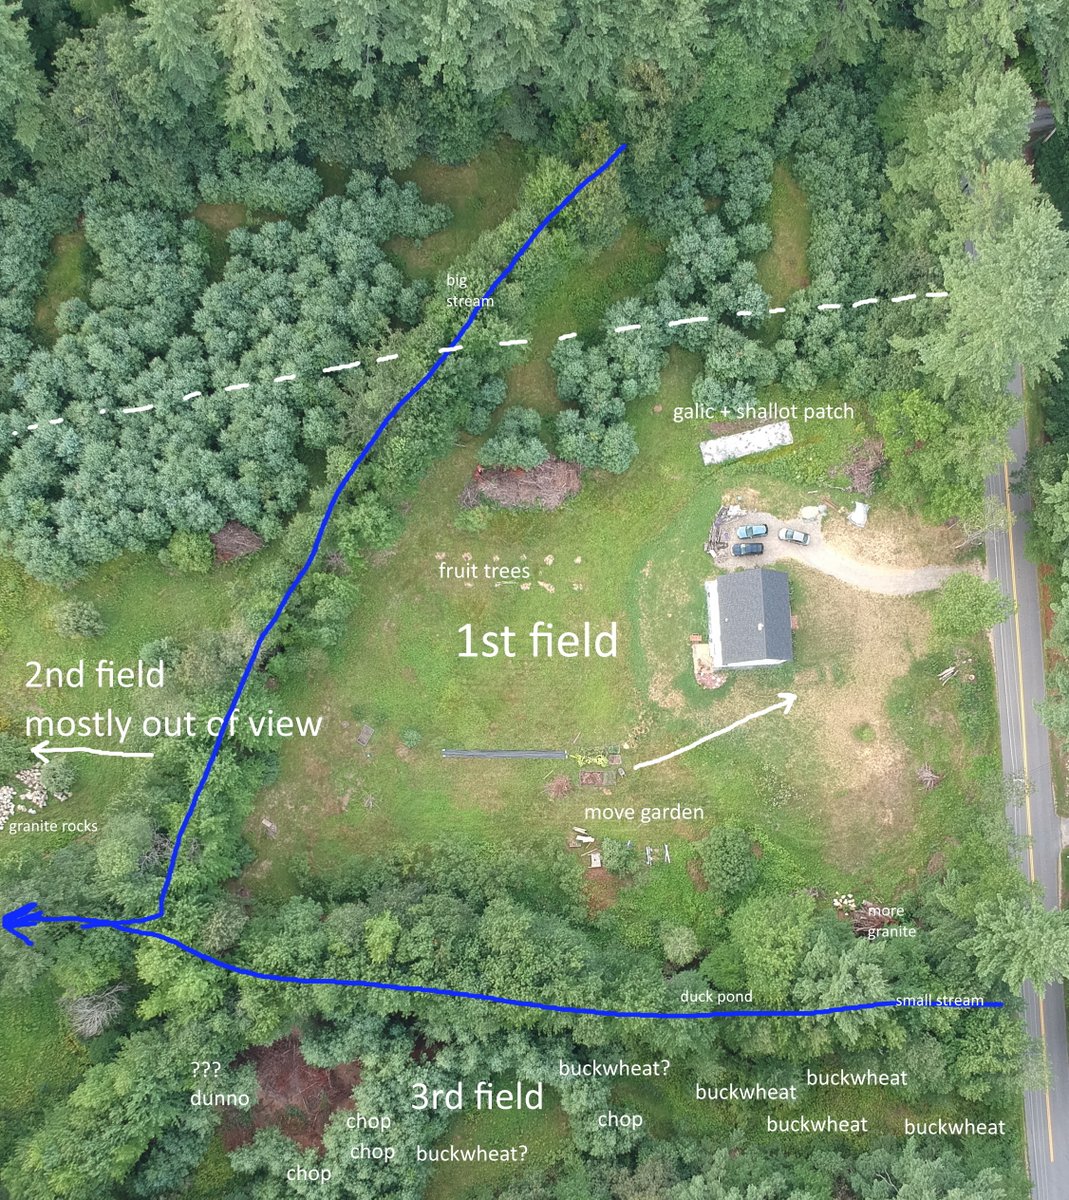 big
stream
galic + shallot patch
fruit trees
1st field
2nd field
mostly out of view
move garden
granite rocks
more
granite
duck pond
small stream
???
dunno
3rd field
buckwheat?
buckwheat
buckwheat
chop
chop
buckwheat
buckwheat
chop
buckwheat?
chop